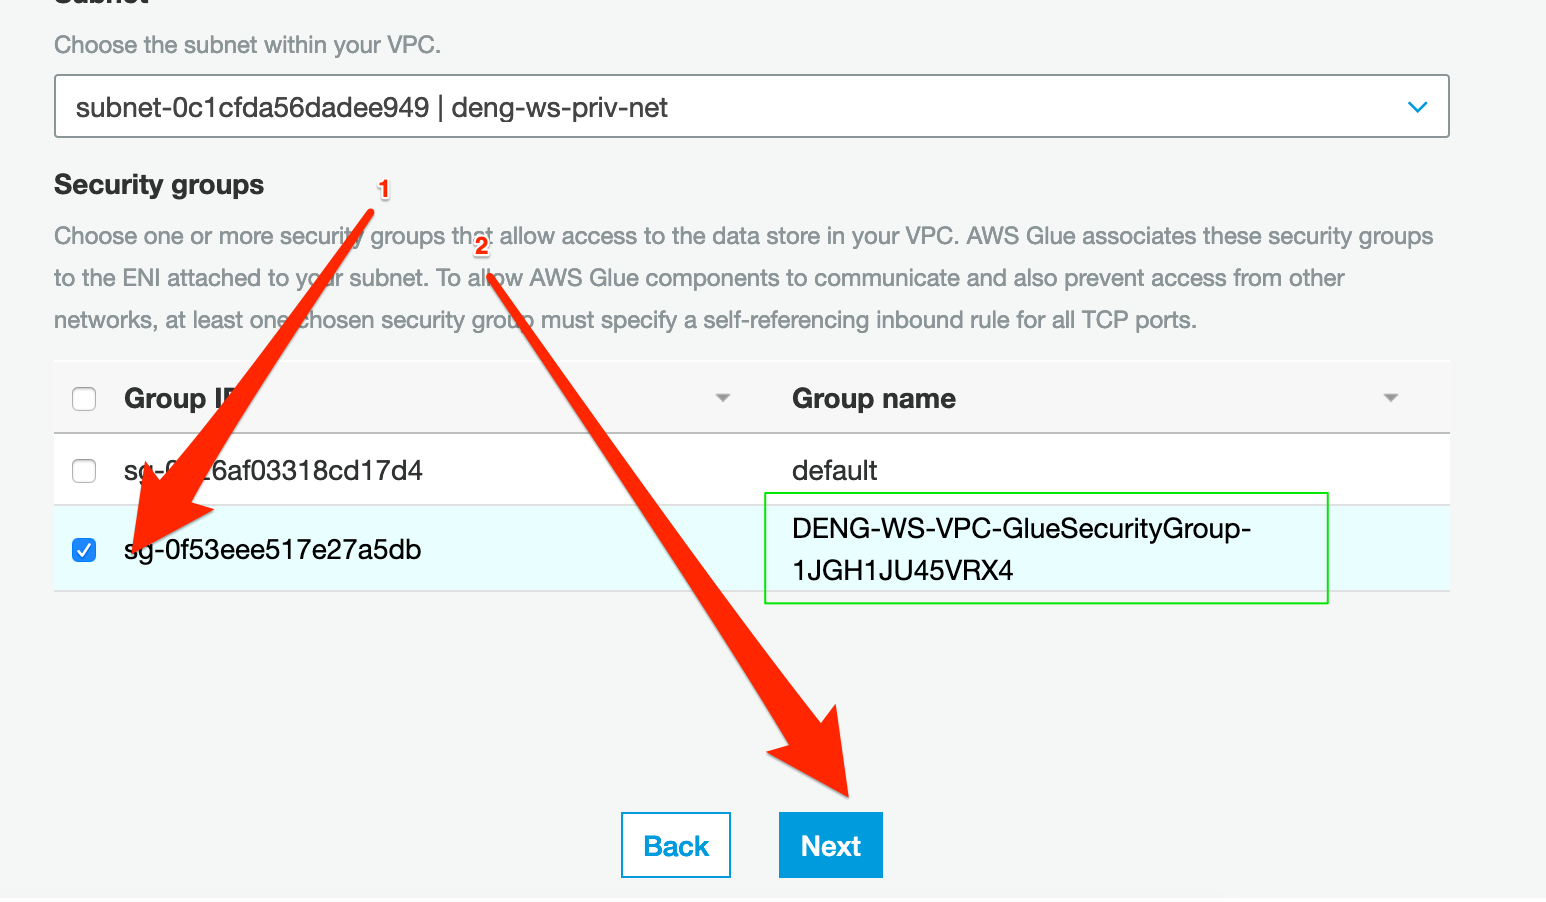 Subnet
Choose the subnet within your VPC.
subnet-0c1cfda56dadee949 | deng-ws-priv-net
Security groups
1
Choose one or more security groups that allow access to the data store in your VPC. AWS Glue associates these security groups
2
to the ENI attached to your subnet. To allow AWS Glue components to communicate and also prevent access from other
networks, at least one chosen security group must specify a self-referencing inbound rule for all TCP ports.
Group ID Group name
default
sg-0f53eee517e27a5db DENG-WS-VPC-GlueSecurityGroup-
1JGH1JU45VRX4
Back Next